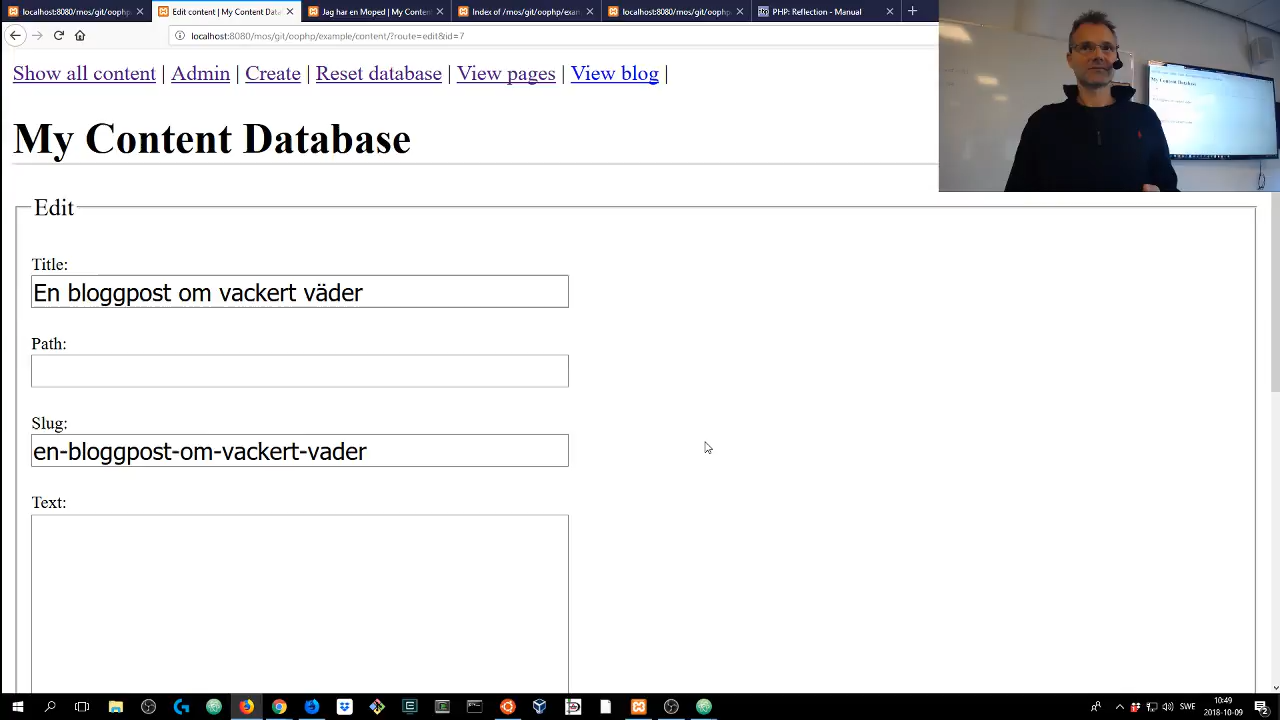 localhost:8080/mos/git/oophp
Edit content | My Content Dat
Jag har en Moped | My Conten
Index of /mos/git/oophp/exam
localhost:8080/mos/git/oophp
PHP: Reflection - Manual
localhost:8080/mos/git/oophp/example/content/?route=edit&id=7
Show all content | Admin | Create | Reset database | View pages | View blog |
My Content Database
Edit
Title:
En bloggpost om vackert väder
Path:
Slug:
en-bloggpost-om-vackert-vader
Text:
SWE
10:49
2018-10-09